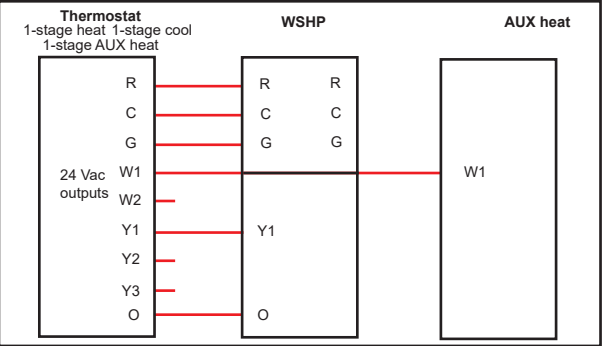 Thermostat
1-stage heat 1-stage cool
1-stage AUX heat
WSHP
AUX heat
R
R
R
C
C
C
G
G
G
24 Vac
outputs
W1
W1
W2
Y1
Y1
Y2
Y3
O
O